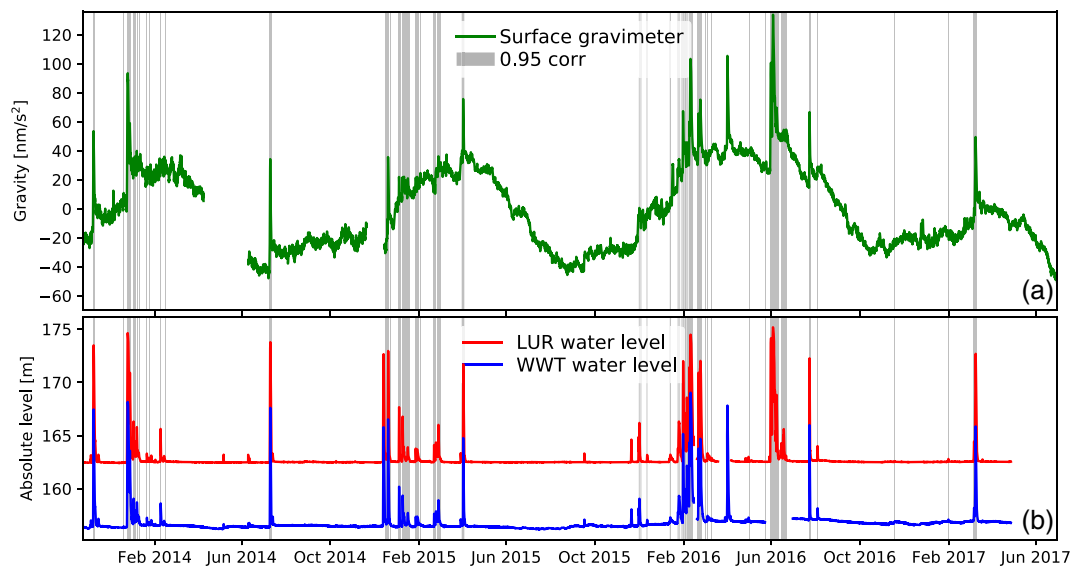 120
100
80
60
40
20
0
−20
−40
−60
Gravity [nm/s²]
Surface gravimeter
0.95 corr
(a)
175
170
165
160
Absolute level [m]
LUR water level
WWT water level
(b)
Feb 2014 Jun 2014 Oct 2014 Feb 2015 Jun 2015 Oct 2015 Feb 2016 Jun 2016 Oct 2016 Feb 2017 Jun 2017